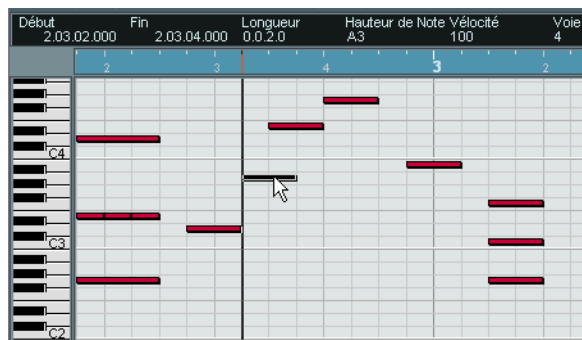 Début Fin Longueur Hauteur de Note Vélocité Voie
2.03.02.000 2.03.04.000 0.0.2.0 A3 100 4
2 3 4 3 2
C4
C3
C2